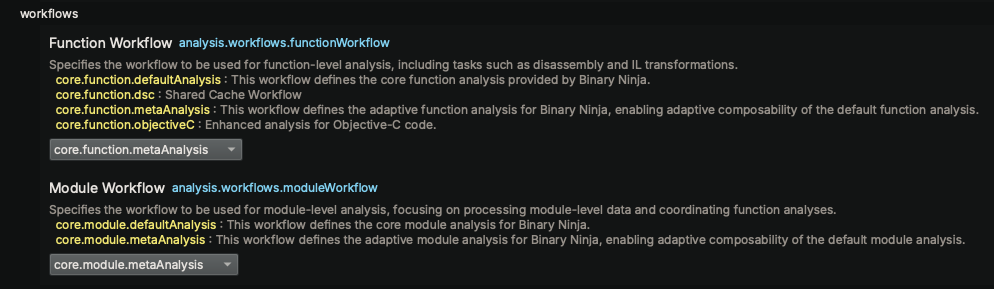 workflows
Function Workflow analysis.workflows.functionWorkflow
Specifies the workflow to be used for function-level analysis, including tasks such as disassembly and IL transformations.
core.function.defaultAnalysis : This workflow defines the core function analysis provided by Binary Ninja.
core.function.dsc : Shared Cache Workflow
core.function.metaAnalysis : This workflow defines the adaptive function analysis for Binary Ninja, enabling adaptive composability of the default function analysis.
core.function.objectiveC : Enhanced analysis for Objective-C code.
core.function.metaAnalysis
Module Workflow analysis.workflows.moduleWorkflow
Specifies the workflow to be used for module-level analysis, focusing on processing module-level data and coordinating function analyses.
core.module.defaultAnalysis : This workflow defines the core module analysis for Binary Ninja.
core.module.metaAnalysis : This workflow defines the adaptive module analysis for Binary Ninja, enabling adaptive composability of the default module analysis.
core.module.metaAnalysis